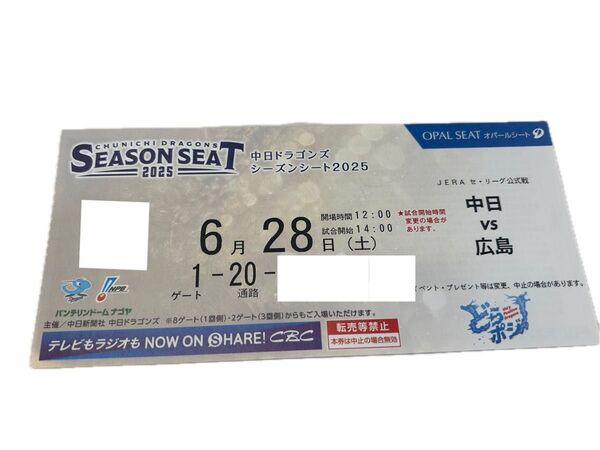 CHUNICHI DRAGONS
SEASON SEAT
2025
中日ドラゴンズ
シーズンシート2025
OPAL SEAT オパールシート
JERA セ・リーグ公式戦
中日
vs
広島
開場時間 12:00
試合開始 14:00
★試合開始時間
変更の場合が
あります。
6月28日(土)
1-20-
ゲート 通路
イベント・プレゼント等は変更、中止の場合があります。
NPB
バンテリンドーム ナゴヤ
主催/中日新聞社 中日ドラゴンズ ※8ゲート(1塁側)・2ゲート(3塁側)からもご入場いただけます。
テレビもラジオも NOW ON SHARE! CBC
転売等禁止
本券は中止の場合有効
どらポジ